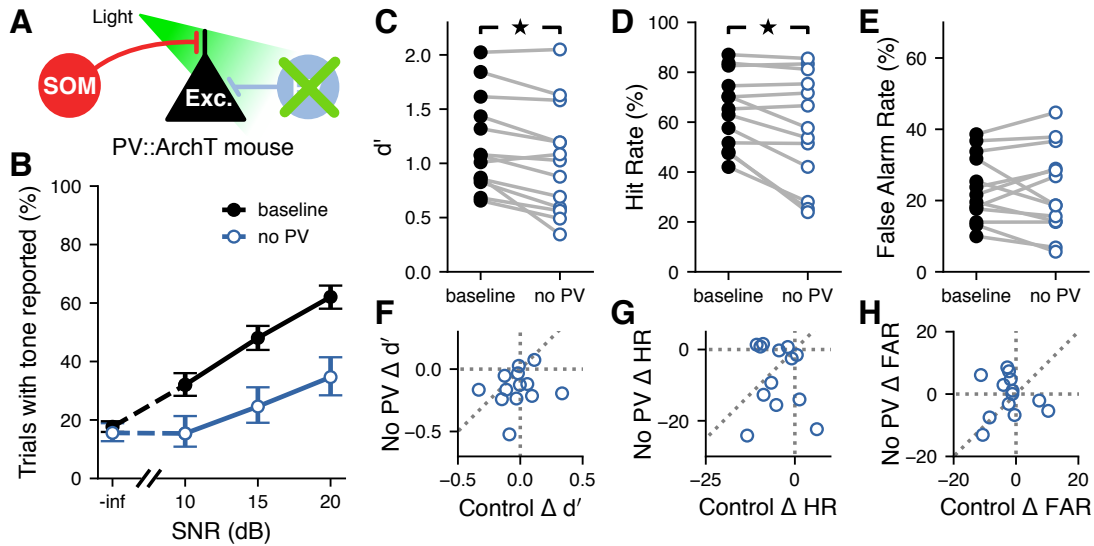 A
Light
SOM
Exc.
PV::ArchT mouse
B
Trials with tone reported (%)
100
80
60
40
20
0
baseline
no PV
-inf
10
15
20
SNR (dB)
C
★
d'
2.0
1.5
1.0
0.5
0.0
baseline
no PV
D
★
Hit Rate (%)
100
80
60
40
20
0
baseline
no PV
E
False Alarm Rate (%)
60
40
20
0
baseline
no PV
F
No PV Δ d′
0.0
−0.5
−0.5
0.0
0.5
Control Δ d′
G
No PV Δ HR
0
−20
−25
0
Control Δ HR
H
No PV Δ FAR
20
0
−20
−20
0
20
Control Δ FAR